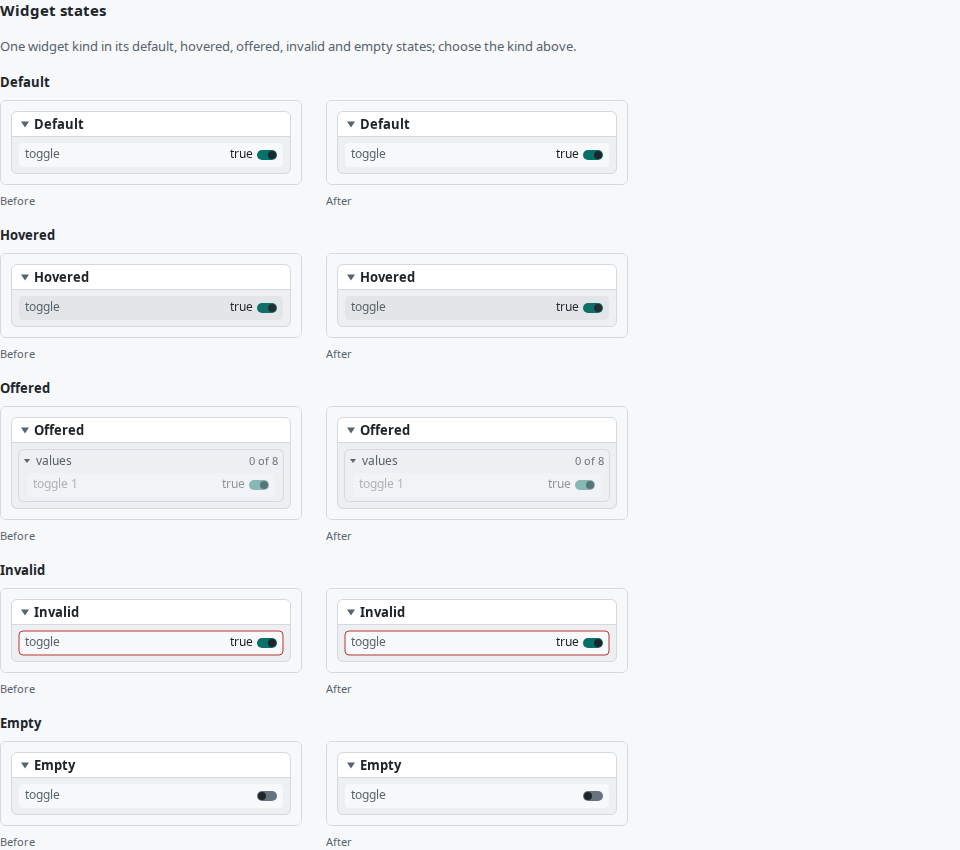 Widget states
One widget kind in its default, hovered, offered, invalid and empty states; choose the kind above.
Default
Default
toggle true
Before
Default
toggle true
After
Hovered
Hovered
toggle true
Before
Hovered
toggle true
After
Offered
Offered
values 0 of 8
toggle 1 true
Before
Offered
values 0 of 8
toggle 1 true
After
Invalid
Invalid
toggle true
Before
Invalid
toggle true
After
Empty
Empty
toggle
Before
Empty
toggle
After